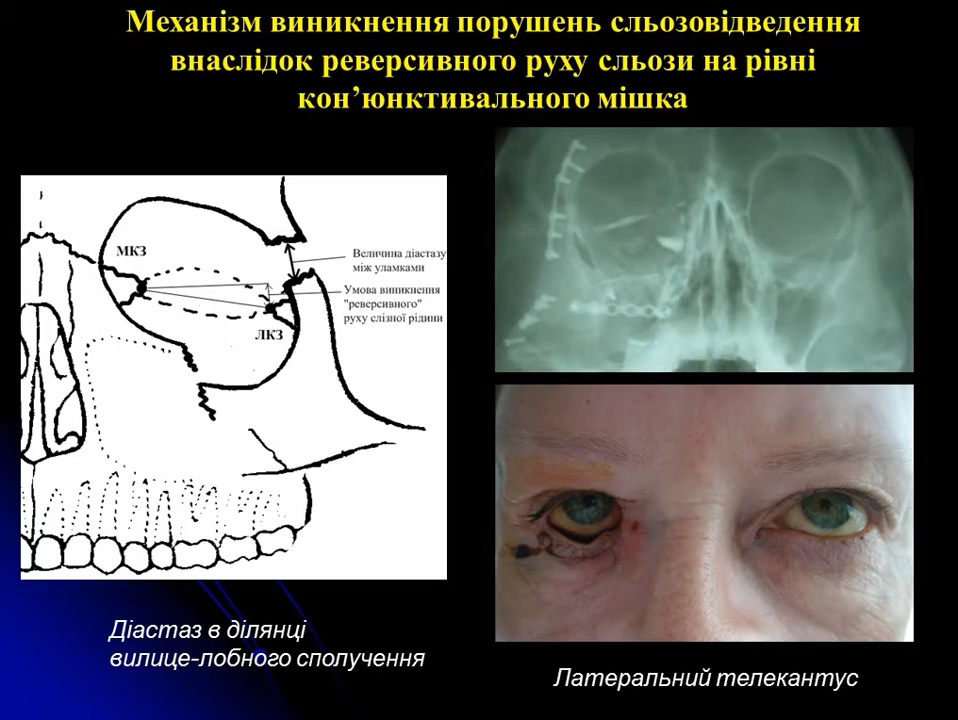 Механізм виникнення порушень сльозовідведення
внаслідок реверсивного руху сльози на рівні
кон’юнктивального мішка
МКЗ
Величина діастазу
між уламками
Умова виникнення
"реверсивного"
руху слізної рідини
ЛКЗ
Діастаз в ділянці
вилице-лобного сполучення
Латеральний телекантус